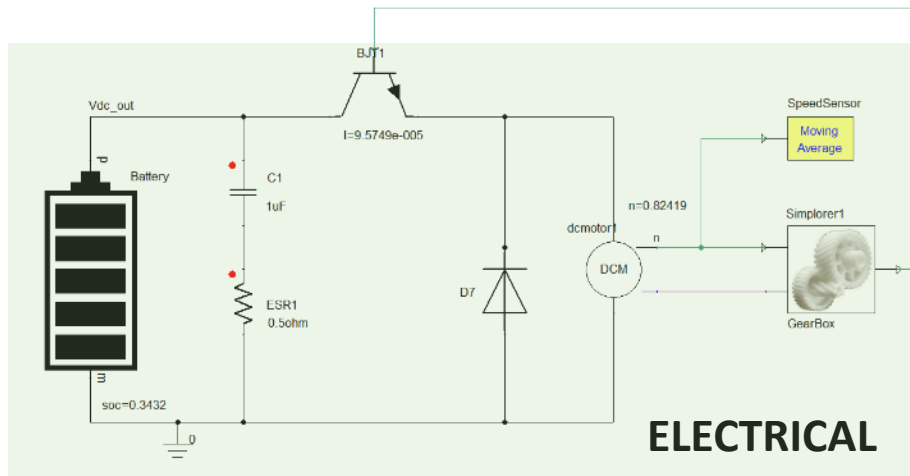 BJT1
Vdc_out
I=9.5749e-005
SpeedSensor
Moving
Average
p
Battery
C1
1uF
n=0.82419
Simplorer1
dcmotor1
n
DCM
D7
ESR1
0.5ohm
GearBox
m
soc=0.3432
0
ELECTRICAL